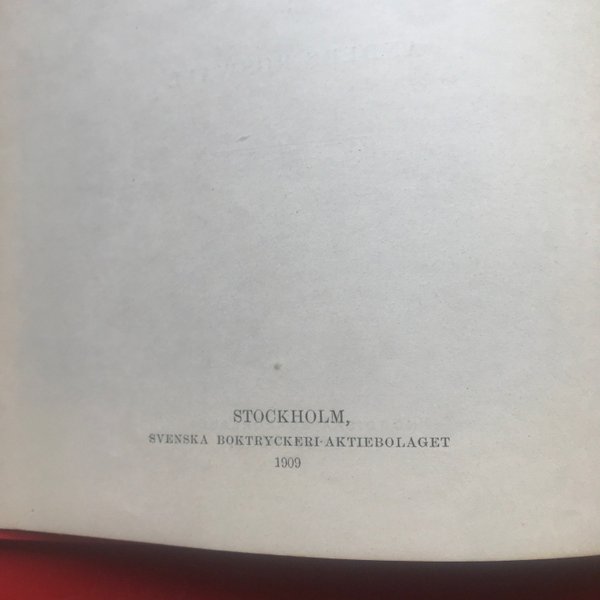 STOCKHOLM,
SVENSKA BOKTRYCKERI-AKTIEBOLAGET
1909